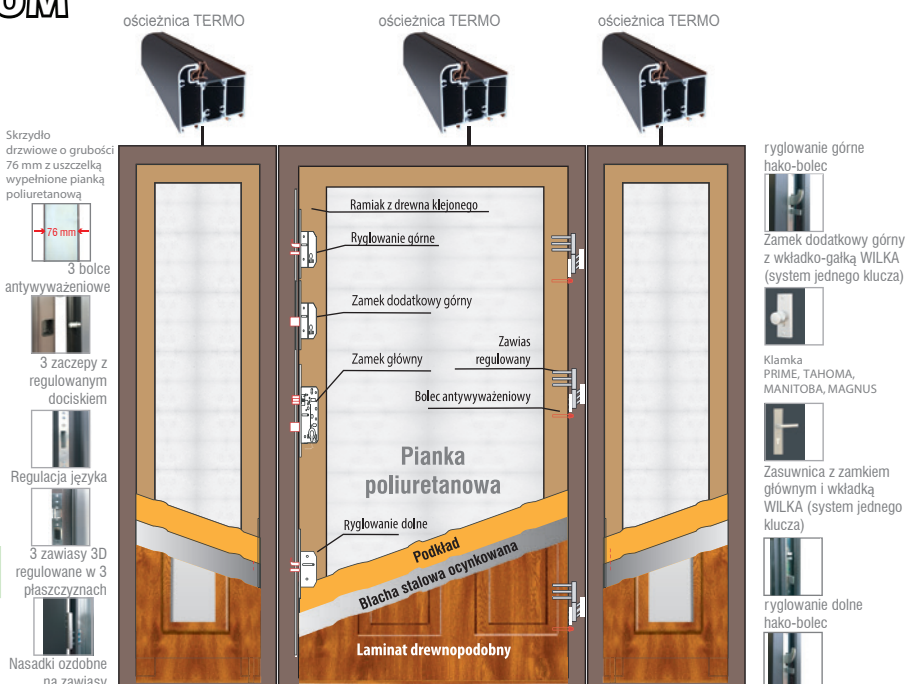 UM
ościeżnica TERMO
ościeżnica TERMO
ościeżnica TERMO
Skrzydło
drzwiowe o grubości
76 mm z uszczelką
wypełnione pianką
poliuretanową
76 mm
3 bolce
antywyważeniowe
3 zaczepy z
regulowanym
dociskiem
Regulacja języka
3 zawiasy 3D
regulowane w 3
płaszczyznach
Nasadki ozdobne
na zawiasy
Ramiak z drewna klejonego
Ryglowanie górne
Zamek dodatkowy górny
Zamek główny
Zawias
regulowany
Bolec antywyważeniowy
Pianka
poliuretanowa
Ryglowanie dolne
Podkład
Blacha stalowa ocynkowana
Laminat drewnopodobny
ryglowanie górne
hako-bolec
Zamek dodatkowy górny
z wkładko-gałką WILKA
(system jednego klucza)
Klamka
PRIME, TAHOMA,
MANITOBA, MAGNUS
Zasuwnica z zamkiem
głównym i wkładką
WILKA (system jednego
klucza)
ryglowanie dolne
hako-bolec